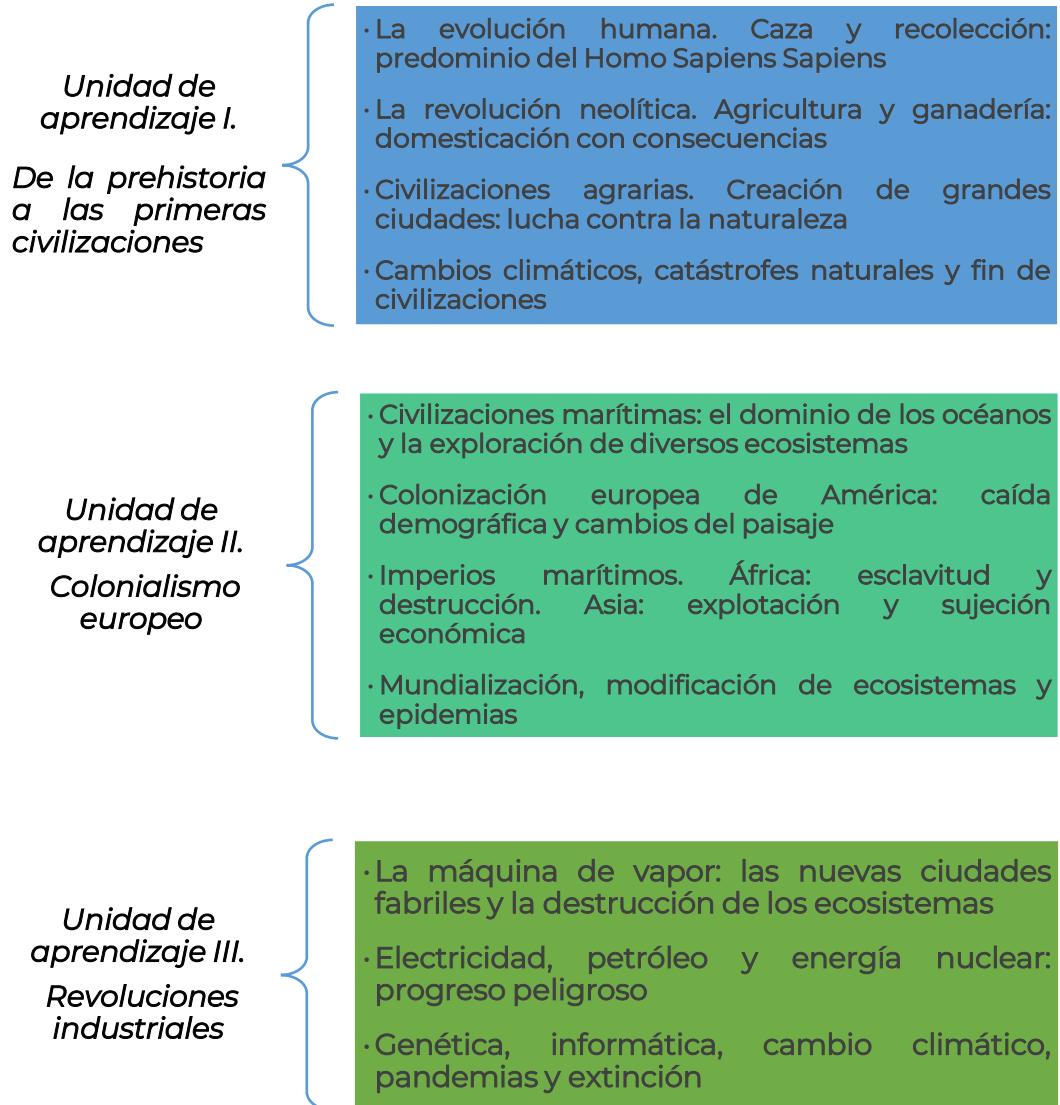 Unidad de
aprendizaje I.
De la prehistoria
a las primeras
civilizaciones
· La evolución humana. Caza y recolección:
predominio del Homo Sapiens Sapiens
· La revolución neolítica. Agricultura y ganadería:
domesticación con consecuencias
· Civilizaciones agrarias. Creación de grandes
ciudades: lucha contra la naturaleza
· Cambios climáticos, catástrofes naturales y fin de
civilizaciones
Unidad de
aprendizaje II.
Colonialismo
europeo
· Civilizaciones marítimas: el dominio de los océanos
y la exploración de diversos ecosistemas
· Colonización europea de América: caída
demográfica y cambios del paisaje
· Imperios marítimos. África: esclavitud y
destrucción. Asia: explotación y sujeción
económica
· Mundialización, modificación de ecosistemas y
epidemias
Unidad de
aprendizaje III.
Revoluciones
industriales
· La máquina de vapor: las nuevas ciudades
fabriles y la destrucción de los ecosistemas
· Electricidad, petróleo y energía nuclear:
progreso peligroso
· Genética, informática, cambio climático,
pandemias y extinción